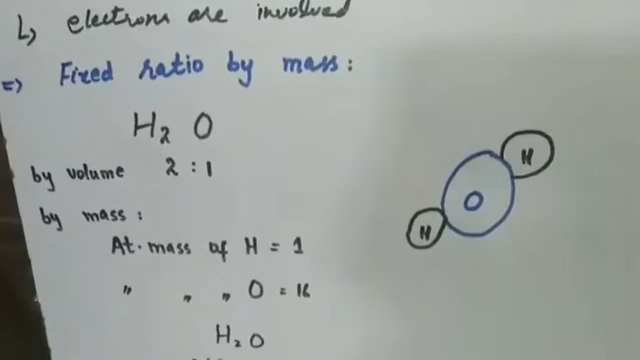 ↳ electrons are involved
=> Fixed ratio by mass:
H₂ O
by volume 2 : 1
by mass :
At. mass of H = 1
" " " O = 16
H₂O
H
O
H